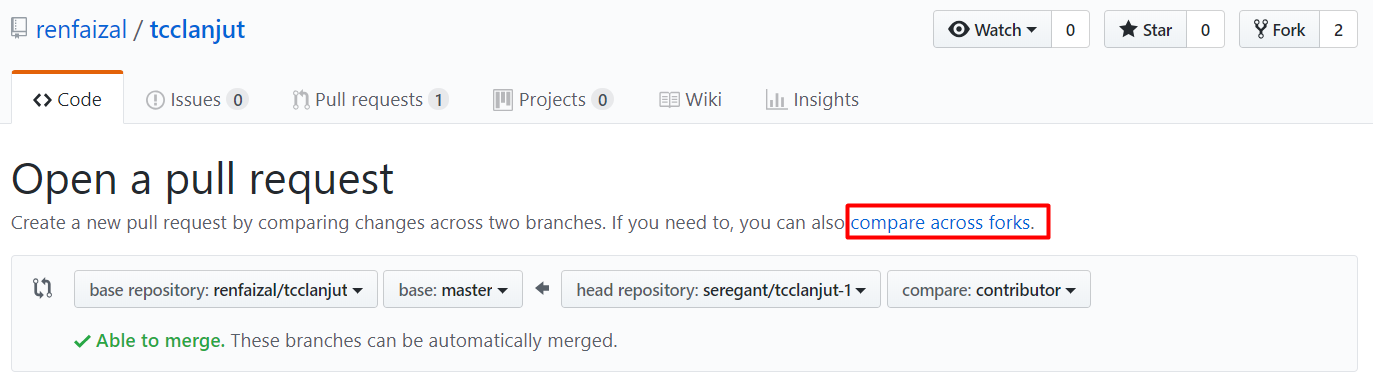 renfaizal / tcclanjut
Watch 0 Star 0 Fork 2
Code Issues 0 Pull requests 1 Projects 0 Wiki Insights
Open a pull request
Create a new pull request by comparing changes across two branches. If you need to, you can also compare across forks.
base repository: renfaizal/tcclanjut base: master head repository: seregant/tcclanjut-1 compare: contributor
Able to merge. These branches can be automatically merged.